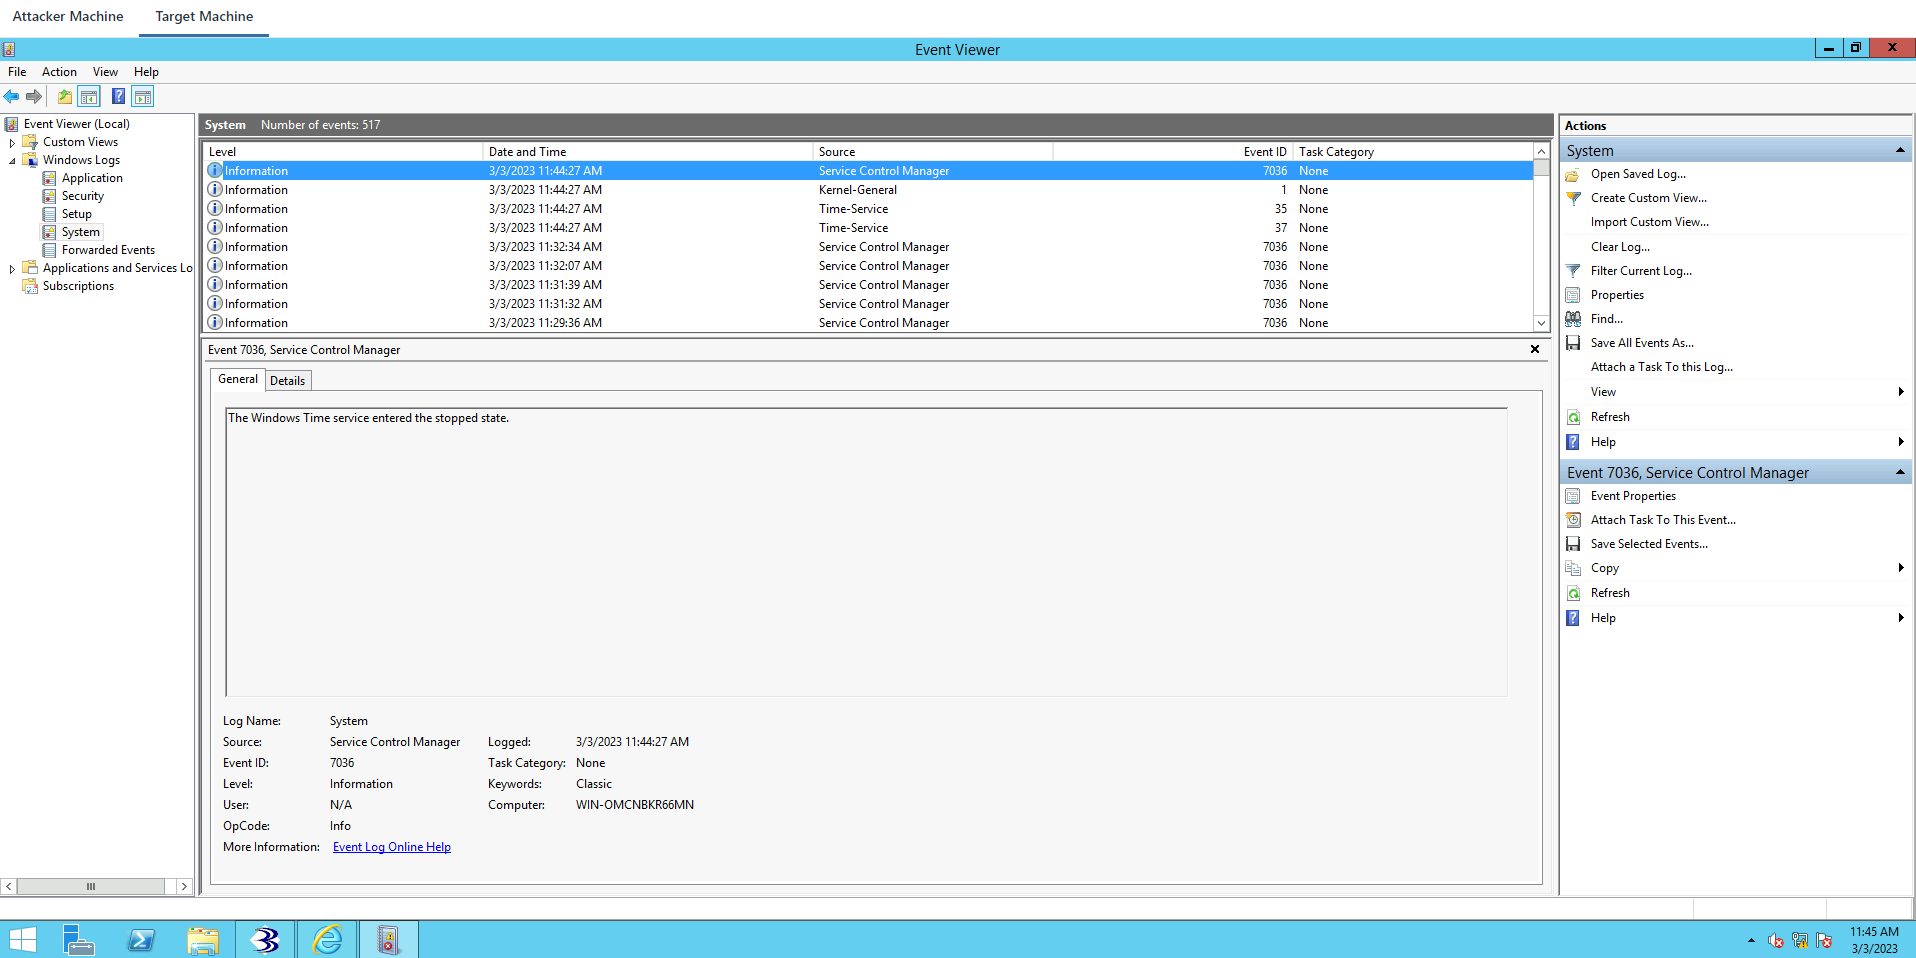 Attacker Machine Target Machine
Event Viewer
File Action View Help
Event Viewer (Local)
Custom Views
Windows Logs
Application
Security
Setup
System
Forwarded Events
Applications and Services Lo
Subscriptions
System Number of events: 517
Level Date and Time Source Event ID Task Category
Information 3/3/2023 11:44:27 AM Service Control Manager 7036 None
Information 3/3/2023 11:44:27 AM Kernel-General 1 None
Information 3/3/2023 11:44:27 AM Time-Service 35 None
Information 3/3/2023 11:44:27 AM Time-Service 37 None
Information 3/3/2023 11:32:34 AM Service Control Manager 7036 None
Information 3/3/2023 11:32:07 AM Service Control Manager 7036 None
Information 3/3/2023 11:31:39 AM Service Control Manager 7036 None
Information 3/3/2023 11:31:32 AM Service Control Manager 7036 None
Information 3/3/2023 11:29:36 AM Service Control Manager 7036 None
Event 7036, Service Control Manager
General Details
The Windows Time service entered the stopped state.
Log Name: System
Source: Service Control Manager Logged: 3/3/2023 11:44:27 AM
Event ID: 7036 Task Category: None
Level: Information Keywords: Classic
User: N/A Computer: WIN-OMCNBKR66MN
OpCode: Info
More Information: Event Log Online Help
Actions
System
Open Saved Log...
Create Custom View...
Import Custom View...
Clear Log...
Filter Current Log...
Properties
Find...
Save All Events As...
Attach a Task To this Log...
View
Refresh
Help
Event 7036, Service Control Manager
Event Properties
Attach Task To This Event...
Save Selected Events...
Copy
Refresh
Help
11:45 AM
3/3/2023